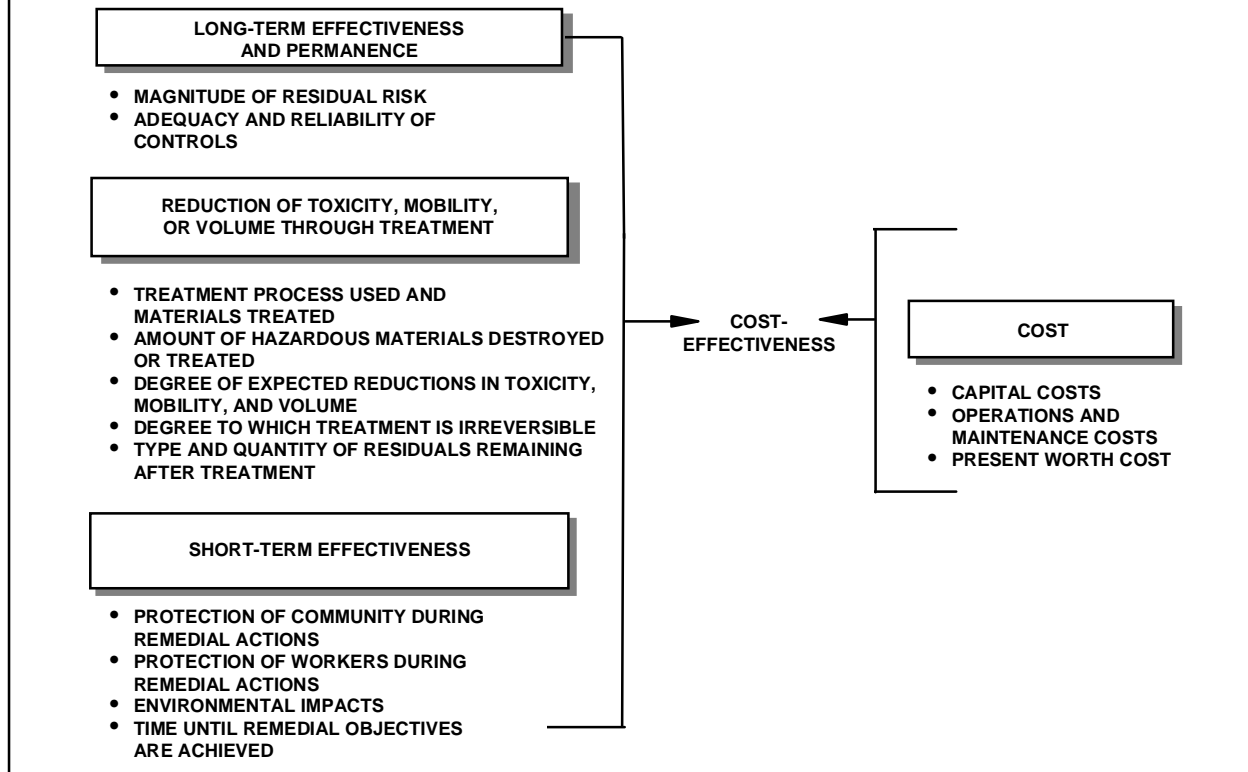 LONG-TERM EFFECTIVENESS
AND PERMANENCE
• MAGNITUDE OF RESIDUAL RISK
• ADEQUACY AND RELIABILITY OF
CONTROLS
REDUCTION OF TOXICITY, MOBILITY,
OR VOLUME THROUGH TREATMENT
• TREATMENT PROCESS USED AND
MATERIALS TREATED
• AMOUNT OF HAZARDOUS MATERIALS DESTROYED
OR TREATED
• DEGREE OF EXPECTED REDUCTIONS IN TOXICITY,
MOBILITY, AND VOLUME
• DEGREE TO WHICH TREATMENT IS IRREVERSIBLE
• TYPE AND QUANTITY OF RESIDUALS REMAINING
AFTER TREATMENT
SHORT-TERM EFFECTIVENESS
• PROTECTION OF COMMUNITY DURING
REMEDIAL ACTIONS
• PROTECTION OF WORKERS DURING
REMEDIAL ACTIONS
• ENVIRONMENTAL IMPACTS
• TIME UNTIL REMEDIAL OBJECTIVES
ARE ACHIEVED
COST-
EFFECTIVENESS
COST
• CAPITAL COSTS
• OPERATIONS AND
MAINTENANCE COSTS
• PRESENT WORTH COST